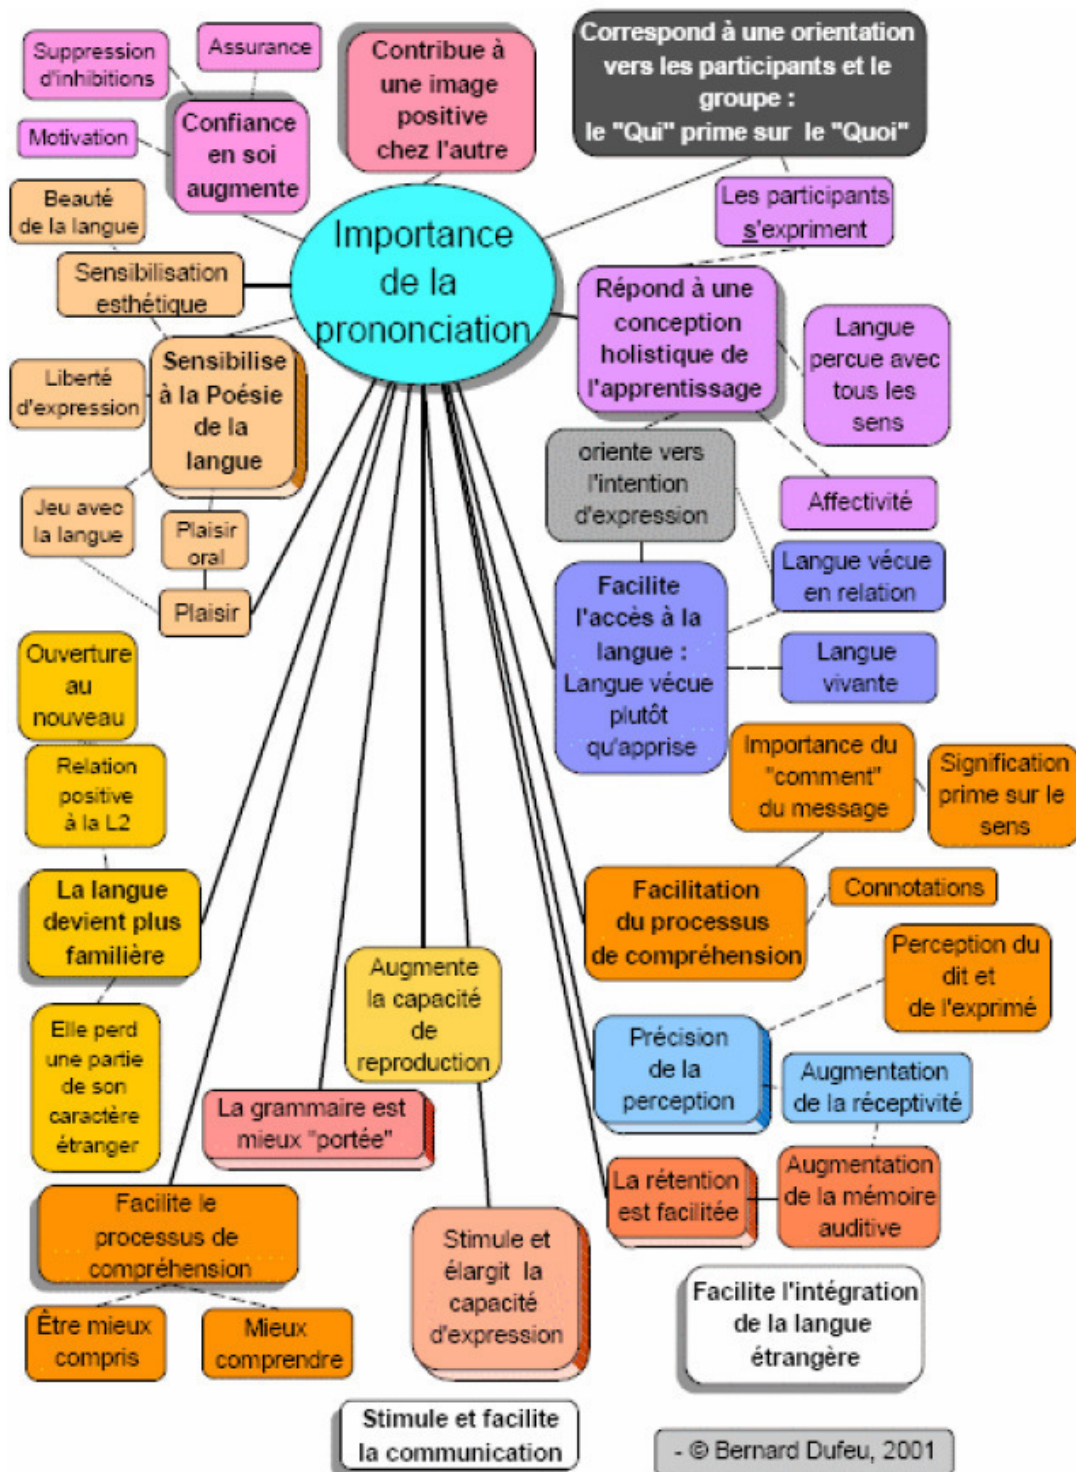 Suppression
d'inhibitions
Assurance
Motivation
Confiance
en soi
augmente
Contribue à
une image
positive
chez l'autre
Correspond à une orientation
vers les participants et le
groupe :
le "Qui" prime sur le "Quoi"
Les participants
s'expriment
Importance
de la
prononciation
Beauté
de la langue
Sensibilisation
esthétique
Sensibilise
à la Poésie
de la
langue
Liberté
d'expression
Jeu avec
la langue
Plaisir
oral
Plaisir
Répond à une
conception
holistique de
l'apprentissage
Langue
percue avec
tous les
sens
Affectivité
oriente vers
l'intention
d'expression
Facilite
l'accès à la
langue :
Langue vécue
plutôt
qu'apprise
Langue vécue
en relation
Langue
vivante
Ouverture
au
nouveau
Relation
positive
à la L2
La langue
devient plus
familière
Elle perd
une partie
de son
caractère
étranger
Importance du
"comment"
du message
Signification
prime sur le
sens
Facilitation
du processus
de compréhension
Connotations
Perception du
dit et
de l'exprimé
Augmente
la capacité
de
reproduction
Précision
de la
perception
Augmentation
de la réceptivité
La grammaire est
mieux "portée"
La rétention
est facilitée
Augmentation
de la mémoire
auditive
Facilite le
processus de
compréhension
Être mieux
compris
Mieux
comprendre
Stimule et
élargit la
capacité
d'expression
Facilite l'intégration
de la langue
étrangère
Stimule et facilite
la communication
- © Bernard Dufeu, 2001